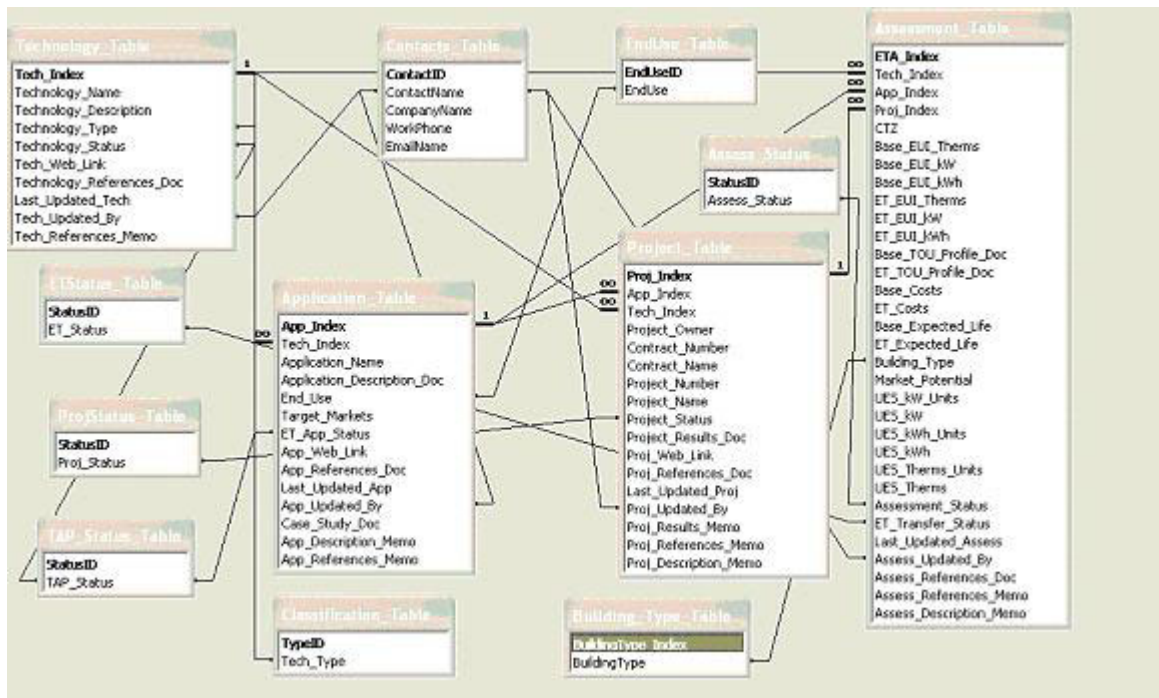 Technology_Table
Tech_Index
Technology_Name
Technology_Description
Technology_Type
Technology_Status
Tech_Web_Link
Technology_References_Doc
Last_Updated_Tech
Tech_Updated_By
Tech_References_Memo
1
Contacts_Table
ContactID
ContactName
CompanyName
WorkPhone
EmailName
EndUse_Table
EndUseID
EndUse
Assess_Status
StatusID
Assess_Status
Assessment_Table
∞
ETA_Index
Tech_Index
∞
App_Index
∞
Proj_Index
CTZ
Base_EUI_Therms
Base_EUI_kW
Base_EUI_kWh
ET_EUI_Therms
ET_EUI_kW
ET_EUI_kWh
Base_TOU_Profile_Doc
ET_TOU_Profile_Doc
Base_Costs
ET_Costs
Base_Expected_Life
ET_Expected_Life
Building_Type
Market_Potential
UES_kW_Units
UES_kW
UES_kWh_Units
UES_kWh
UES_Therms_Units
UES_Therms
Assessment_Status
ET_Transfer_Status
Last_Updated_Assess
Assess_Updated_By
Assess_References_Doc
Assess_References_Memo
Assess_Description_Memo
ETStatus_Table
StatusID
ET_Status
ProjStatus_Table
StatusID
Proj_Status
TAP_Status_Table
StatusID
TAP_Status
Application_Table
1
∞
App_Index
Tech_Index
Application_Name
Application_Description_Doc
End_Use
Target_Markets
ET_App_Status
App_Web_Link
App_References_Doc
Last_Updated_App
App_Updated_By
Case_Study_Doc
App_Description_Memo
App_References_Memo
Project_Table
1
Proj_Index
∞
App_Index
∞
Tech_Index
Project_Owner
Contract_Number
Contract_Name
Project_Number
Project_Name
Project_Status
Project_Results_Doc
Proj_Web_Link
Proj_References_Doc
Last_Updated_Proj
Proj_Updated_By
Proj_Results_Memo
Proj_References_Memo
Proj_Description_Memo
Classification_Table
TypeID
Tech_Type
Building_Type_Table
BuildingType_Index
BuildingType